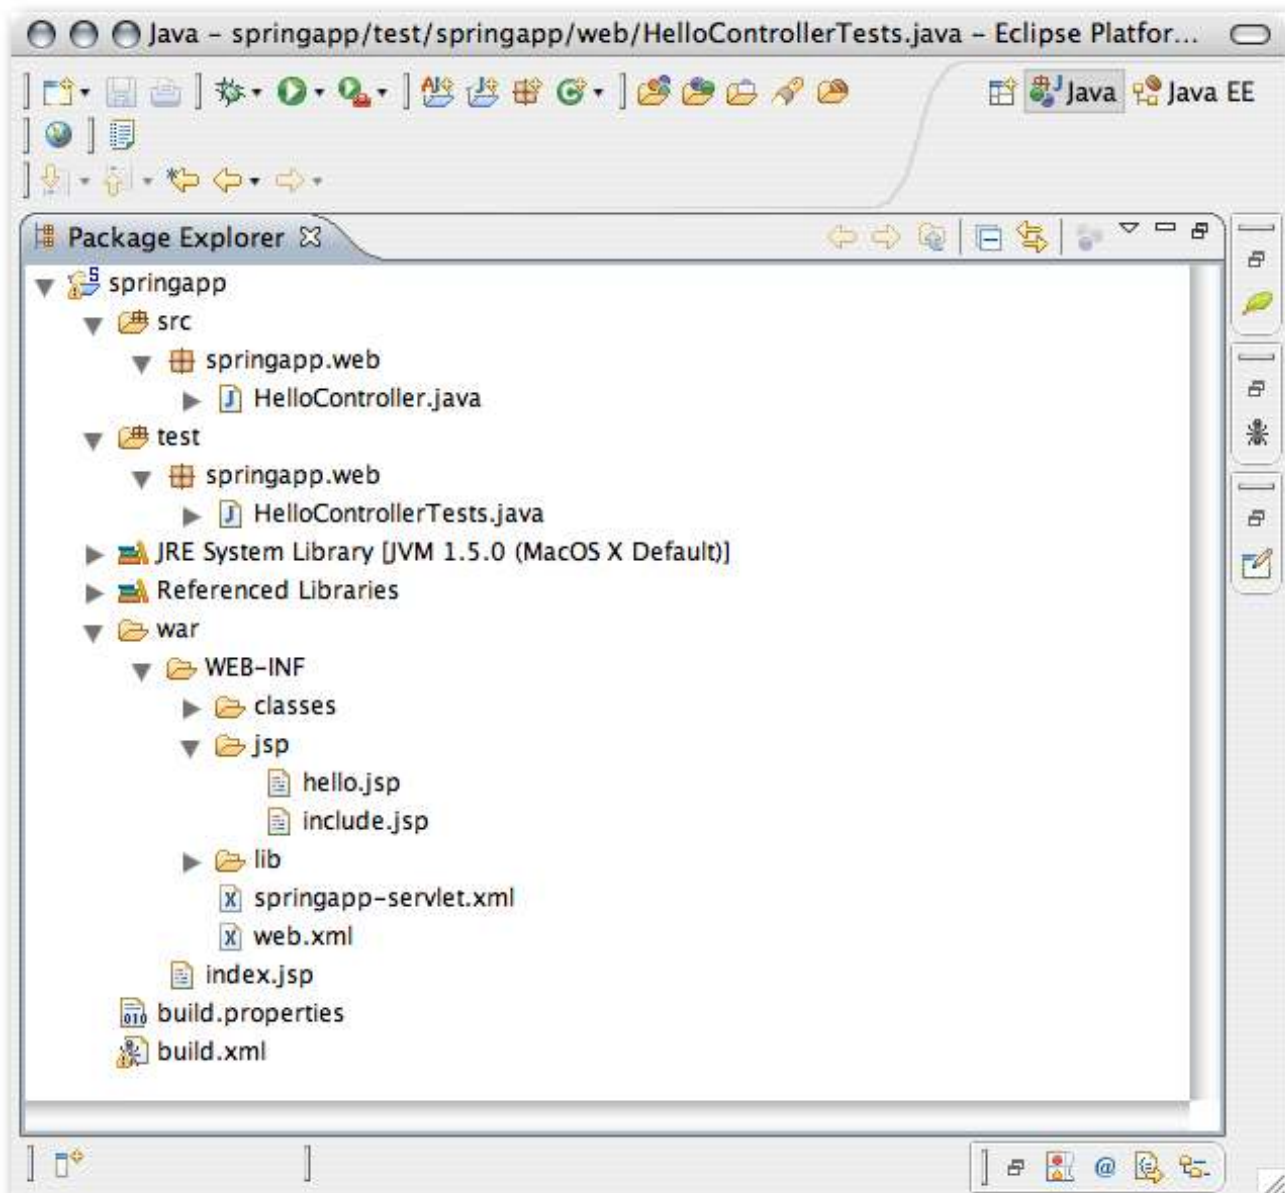 Java – springapp/test/springapp/web/HelloControllerTests.java – Eclipse Platfor...
Java Java EE
Package Explorer
springapp
src
springapp.web
HelloController.java
test
springapp.web
HelloControllerTests.java
JRE System Library [JVM 1.5.0 (MacOS X Default)]
Referenced Libraries
war
WEB-INF
classes
jsp
hello.jsp
include.jsp
lib
springapp-servlet.xml
web.xml
index.jsp
build.properties
build.xml